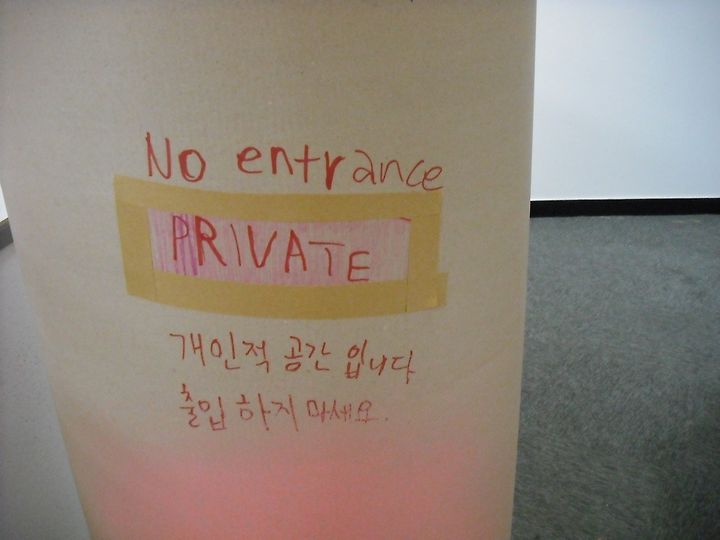 No entrance
PRIVATE
개인적 공간 입니다
출입 하지 마세요.